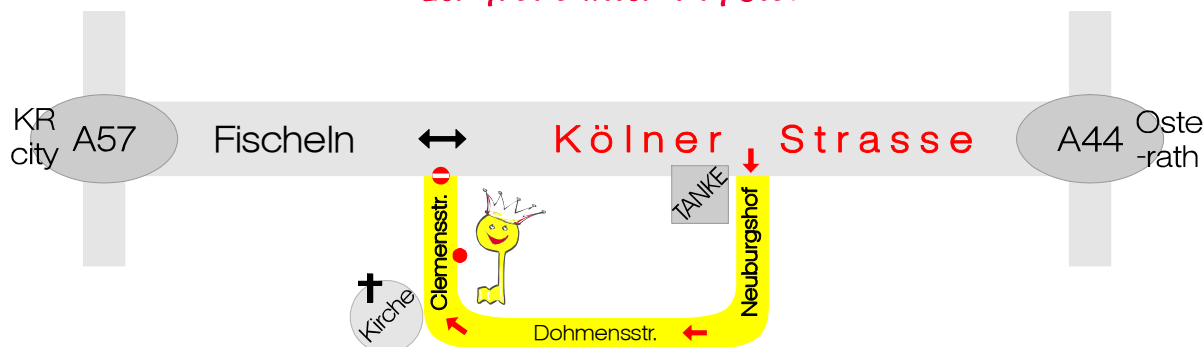 KR
city
A57
Fischeln
Kölner Strasse
A44
Oste
-rath
TANKE
Clemensstr.
Neuburgshof
Kirche
Dohmensstr.